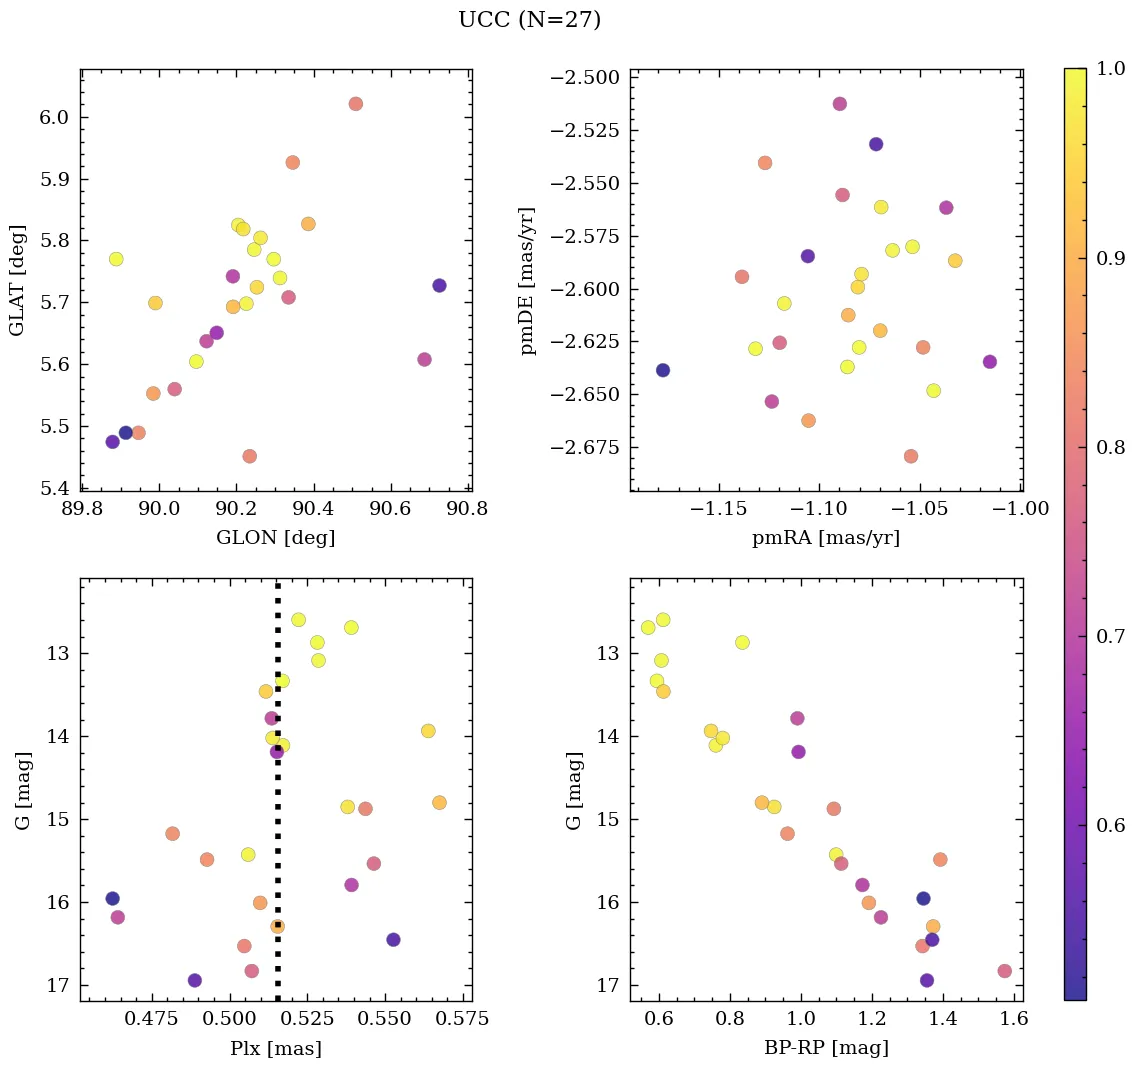 UCC (N=27)
6.0
5.9
5.8
5.7
5.6
5.5
5.4
89.8 90.0 90.2 90.4 90.6 90.8
GLON [deg]
GLAT [deg]
−2.500
−2.525
−2.550
−2.575
−2.600
−2.625
−2.650
−2.675
−1.15 −1.10 −1.05 −1.00
pmRA [mas/yr]
pmDE [mas/yr]
13
14
15
16
17
0.475 0.500 0.525 0.550 0.575
Plx [mas]
G [mag]
13
14
15
16
17
0.6 0.8 1.0 1.2 1.4 1.6
BP-RP [mag]
G [mag]
1.0
0.9
0.8
0.7
0.6